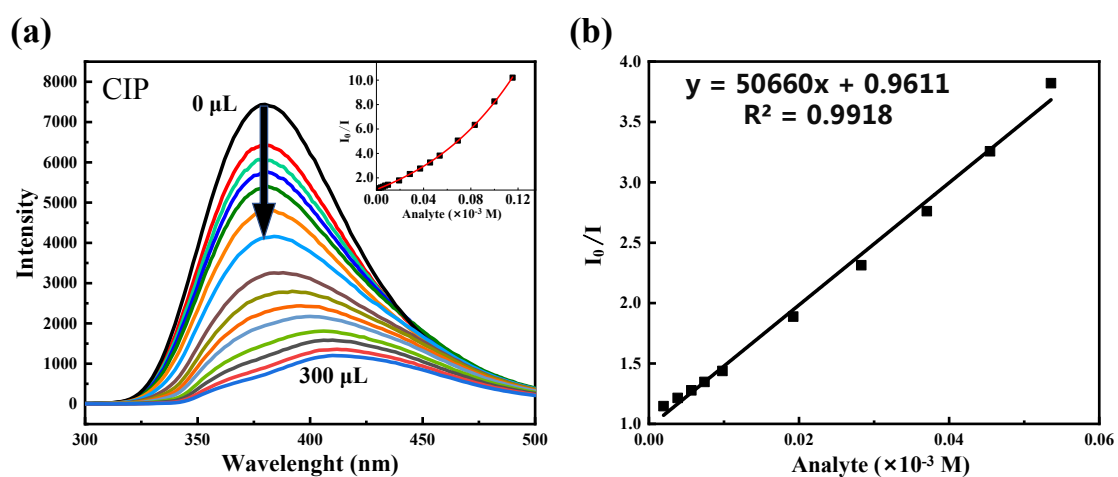 (a)
CIP
0 μL
300 μL
Intensity
8000
7000
6000
5000
4000
3000
2000
1000
0
300
350
400
450
500
Wavelenght (nm)
I₀/I
10.0
8.0
6.0
4.0
2.0
0.00
0.04
0.08
0.12
Analyte (×10⁻³ M)
(b)
y = 50660x + 0.9611
R² = 0.9918
I₀/I
4.0
3.5
3.0
2.5
2.0
1.5
1.0
0.00
0.02
0.04
0.06
Analyte (×10⁻³ M)